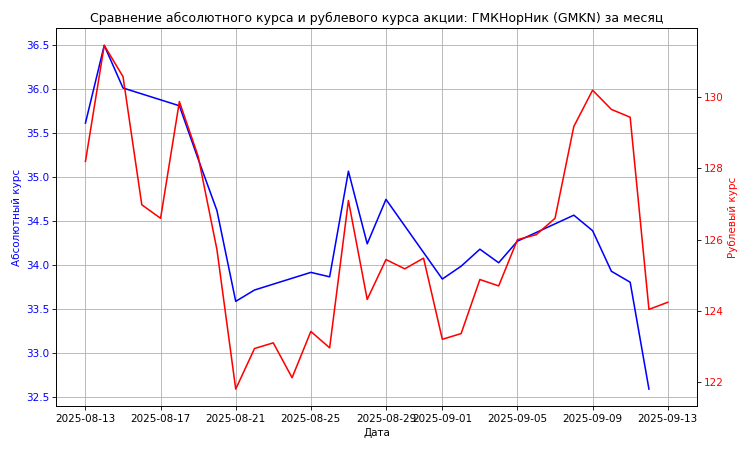 Сравнение абсолютного курса и рублевого курса акции: ГМКНорНик (GMKN) за месяц
36.5
36.0
35.5
35.0
34.5
34.0
33.5
33.0
32.5
Абсолютный курс
130
128
126
124
122
Рублевый курс
2025-08-13 2025-08-17 2025-08-21 2025-08-25 2025-08-29 2025-09-01 2025-09-05 2025-09-09 2025-09-13
Дата